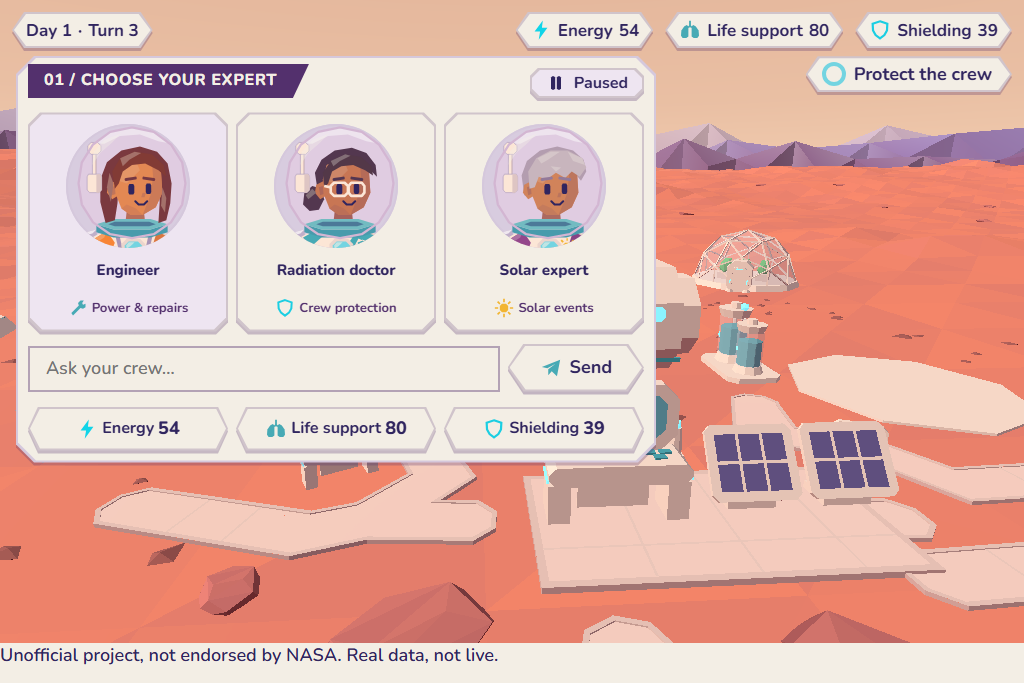 Day 1 · Turn 3
Energy 54
Life support 80
Shielding 39
Protect the crew
01 / CHOOSE YOUR EXPERT
Paused
Engineer
Power & repairs
Radiation doctor
Crew protection
Solar expert
Solar events
Ask your crew...
Send
Energy 54
Life support 80
Shielding 39
Unofficial project, not endorsed by NASA. Real data, not live.